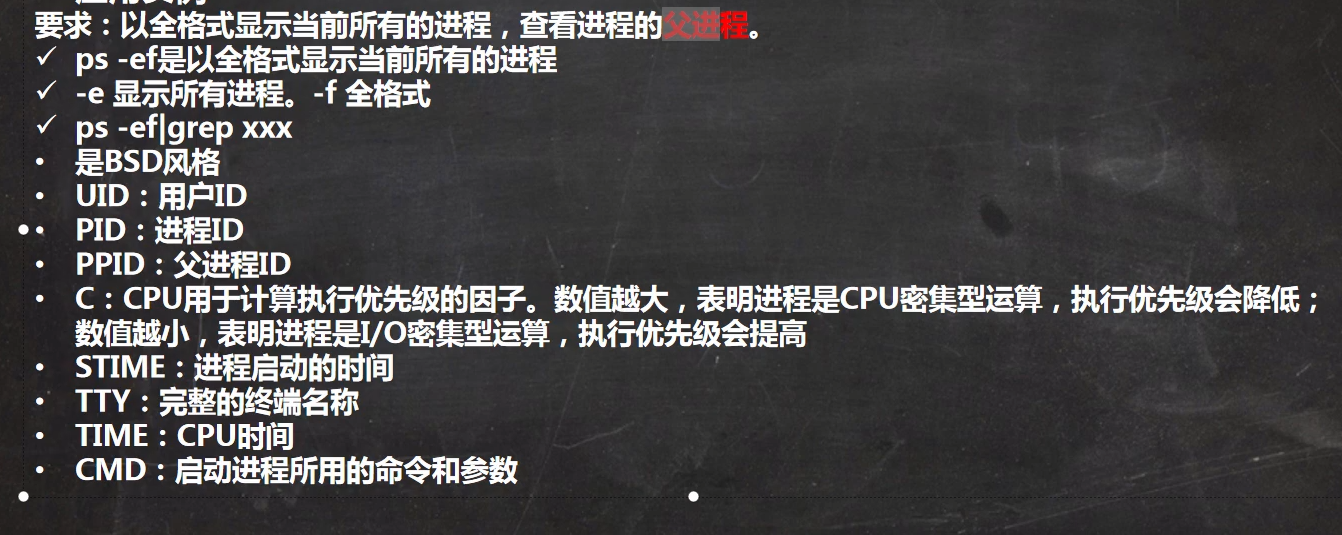 要求：以全格式显示当前所有的进程，查看进程的父进程。
✓ ps -ef是以全格式显示当前所有的进程
✓ -e 显示所有进程。-f 全格式
✓ ps -ef|grep xxx
• 是BSD风格
• UID：用户ID
• PID：进程ID
• PPID：父进程ID
• C：CPU用于计算执行优先级的因子。数值越大，表明进程是CPU密集型运算，执行优先级会降低；
数值越小，表明进程是I/O密集型运算，执行优先级会提高
• STIME：进程启动的时间
• TTY：完整的终端名称
• TIME：CPU时间
• CMD：启动进程所用的命令和参数